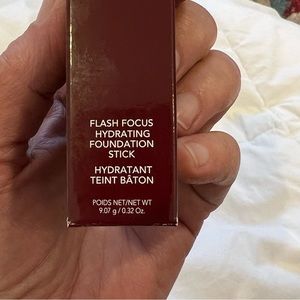 FLASH FOCUS
HYDRATING
FOUNDATION
STICK
HYDRATANT
TEINT BÂTON
POIDS NET/NET WT
9.07 g / 0.32 Oz.